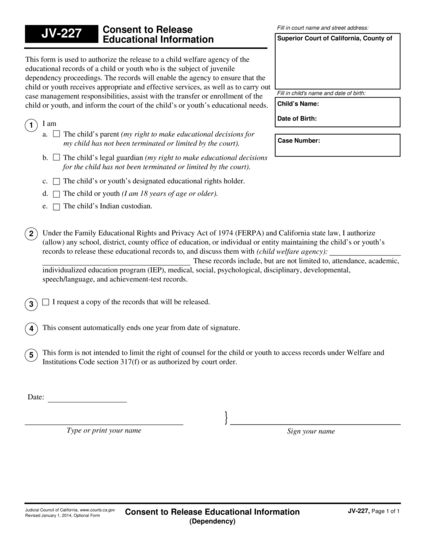 JV-227
Consent to Release
Educational Information
Fill in court name and street address:
Superior Court of California, County of
This form is used to authorize the release to a child welfare agency of the
educational records of a child or youth who is the subject of juvenile
dependency proceedings. The records will enable the agency to ensure that the
child or youth receives appropriate and effective services, as well as to carry out
case management responsibilities, assist with the transfer or enrollment of the
child or youth, and inform the court of the child's or youth's educational needs.
Fill in child's name and date of birth:
Child's Name:
Date of Birth:
Case Number:
1 I am
a. The child's parent (my right to make educational decisions for
my child has not been terminated or limited by the court).
b. The child's legal guardian (my right to make educational decisions
for the child has not been terminated or limited by the court).
c. The child's or youth's designated educational rights holder.
d. The child or youth (I am 18 years of age or older).
e. The child's Indian custodian.
2 Under the Family Educational Rights and Privacy Act of 1974 (FERPA) and California state law, I authorize
(allow) any school, district, county office of education, or individual or entity maintaining the child's or youth's
records to release these educational records to, and discuss them with (child welfare agency):
These records include, but are not limited to, attendance, academic,
individualized education program (IEP), medical, social, psychological, disciplinary, developmental,
speech/language, and achievement-test records.
3 I request a copy of the records that will be released.
4 This consent automatically ends one year from date of signature.
5 This form is not intended to limit the right of counsel for the child or youth to access records under Welfare and
Institutions Code section 317(f) or as authorized by court order.
Date:
Type or print your name
Sign your name
Judicial Council of California, www.courts.ca.gov
Revised January 1, 2014, Optional Form
Consent to Release Educational Information
(Dependency)
JV-227, Page 1 of 1